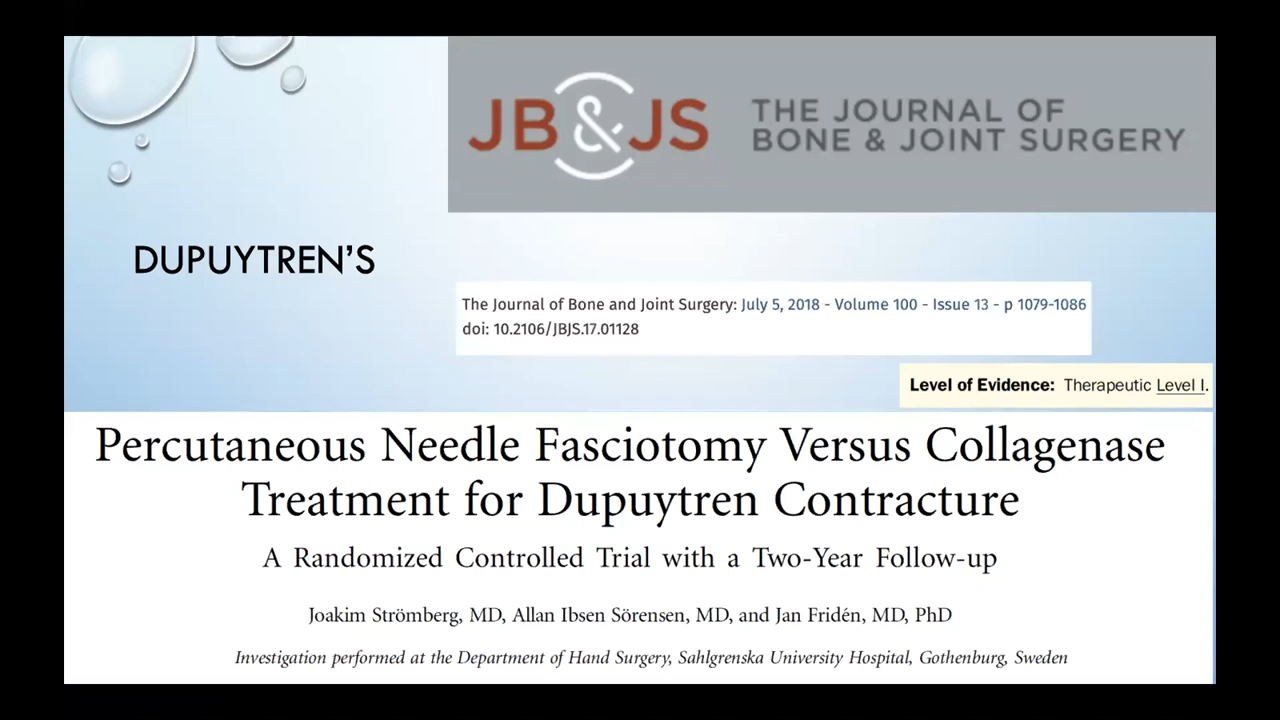 JB&JS
THE JOURNAL OF
BONE & JOINT SURGERY
DUPUYTREN’S
The Journal of Bone and Joint Surgery: July 5, 2018 - Volume 100 - Issue 13 - p 1079-1086
doi: 10.2106/JBJS.17.01128
Level of Evidence: Therapeutic Level I.
Percutaneous Needle Fasciotomy Versus Collagenase
Treatment for Dupuytren Contracture
A Randomized Controlled Trial with a Two-Year Follow-up
Joakim Strömberg, MD, Allan Ibsen Sörensen, MD, and Jan Fridén, MD, PhD
Investigation performed at the Department of Hand Surgery, Sahlgrenska University Hospital, Gothenburg, Sweden